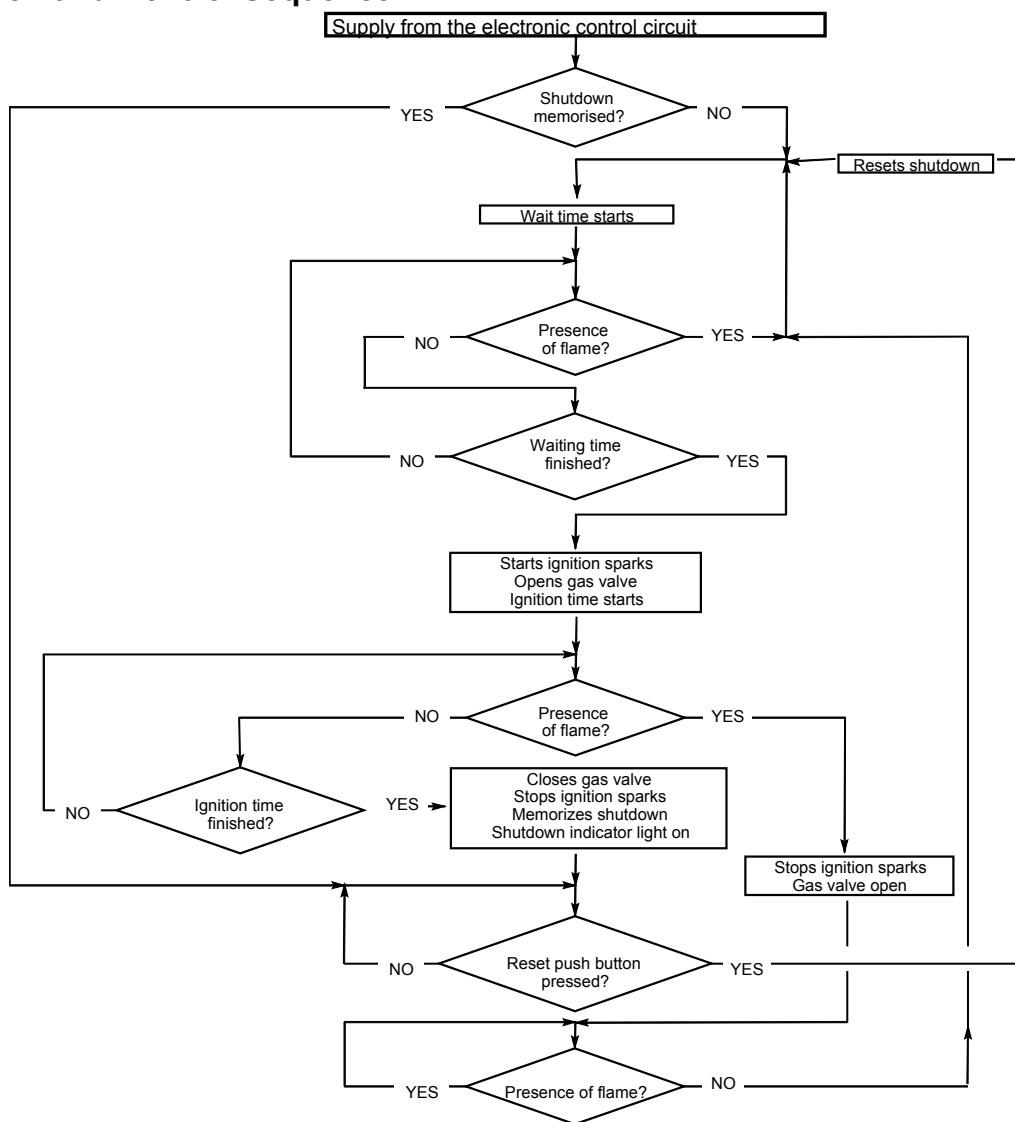 Supply from the electronic control circuit
Shutdown
memorised?
YES
NO
Resets shutdown
Wait time starts
Presence
of flame?
NO
YES
Waiting time
finished?
NO
YES
Starts ignition sparks
Opens gas valve
Ignition time starts
Presence
of flame?
NO
YES
Ignition time
finished?
NO
YES
Closes gas valve
Stops ignition sparks
Memorizes shutdown
Shutdown indicator light on
Stops ignition sparks
Gas valve open
Reset push button
pressed?
NO
YES
Presence of flame?
YES
NO